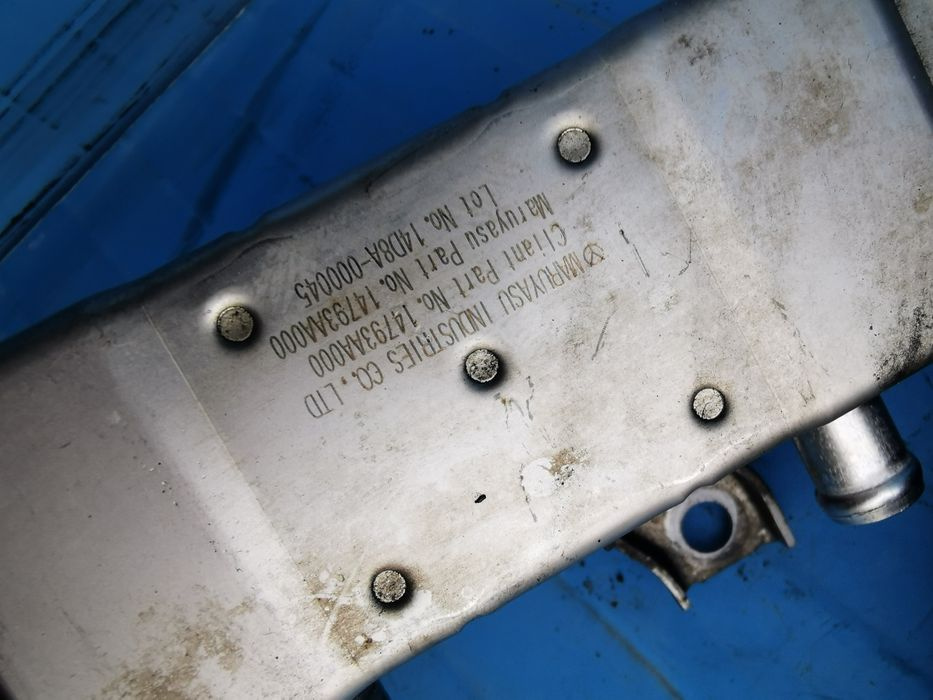 MARUYASU INDUSTRIES CO., LTD
Cliant Part No. 14793AA000
Maruyasu Part No. 14793AA000
Lot No. 14D8A-000045